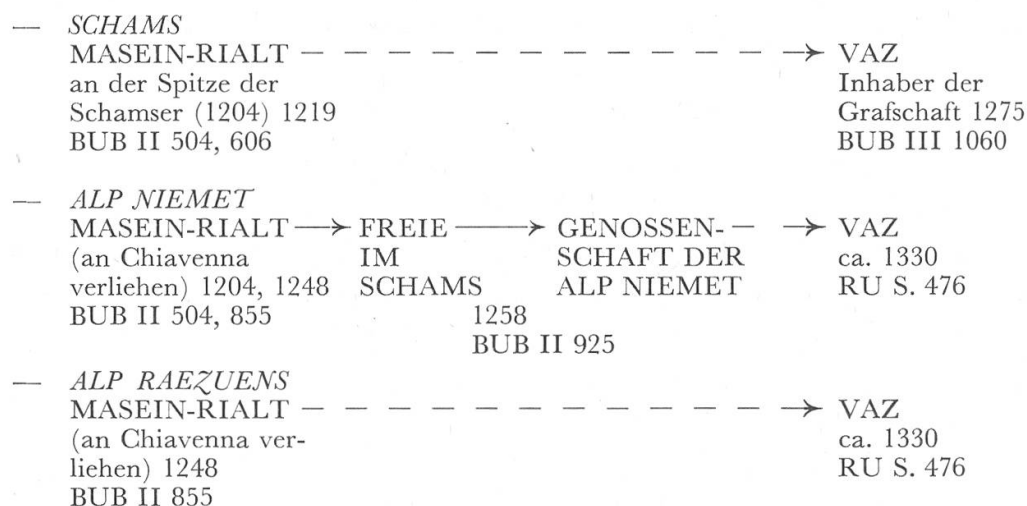 — SCHAMS
MASEIN-RIALT — — — — — — — — — — → VAZ
an der Spitze der Inhaber der
Schamser (1204) 1219 Grafschaft 1275
BUB II 504, 606 BUB III 1060
— ALP NIEMET
MASEIN-RIALT → FREIE → GENOSSEN- — → VAZ
(an Chiavenna IM SCHAFT DER ca. 1330
verliehen) 1204, 1248 SCHAMS ALP NIEMET RU S. 476
BUB II 504, 855 1258
BUB II 925
— ALP RAEZUENS
MASEIN-RIALT — — — — — — — — — — → VAZ
(an Chiavenna ver- ca. 1330
liehen) 1248 RU S. 476
BUB II 855